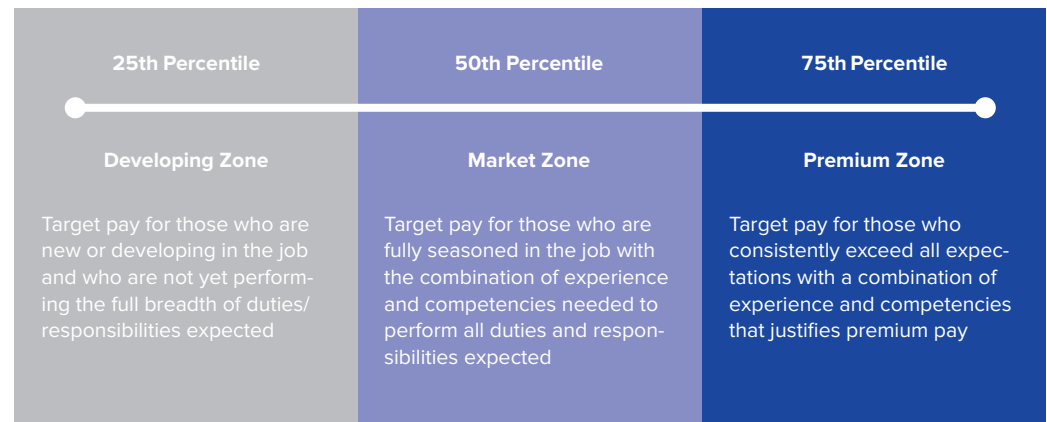 25th Percentile
Developing Zone
Target pay for those who are
new or developing in the job
and who are not yet perform-
ing the full breadth of duties/
responsibilities expected
50th Percentile
Market Zone
Target pay for those who are
fully seasoned in the job with
the combination of experience
and competencies needed to
perform all duties and respon-
sibilities expected
75th Percentile
Premium Zone
Target pay for those who
consistently exceed all expec-
tations with a combination of
experience and competencies
that justifies premium pay